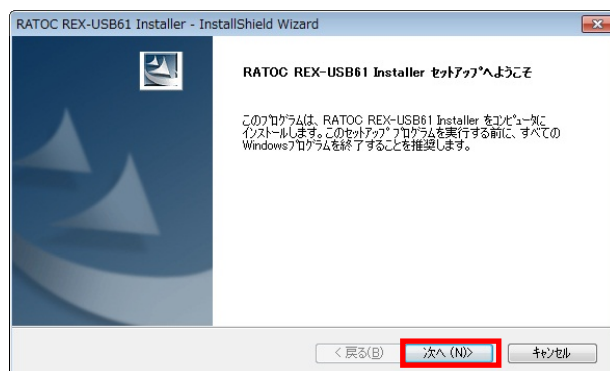 RATOC REX-USB61 Installer - InstallShield Wizard
RATOC REX-USB61 Installer ｾｯﾄｱｯﾌﾟへようこそ
このﾌﾟﾛｸﾞﾗﾑは、RATOC REX-USB61 Installer をｺﾝﾋﾟｭｰﾀに
ｲﾝｽﾄｰﾙします。このｾｯﾄｱｯﾌﾟ ﾌﾟﾛｸﾞﾗﾑを実行する前に、すべての
Windowsﾌﾟﾛｸﾞﾗﾑを終了することを推奨します。
< 戻る(B) 次へ (N)> ｷｬﾝｾﾙ